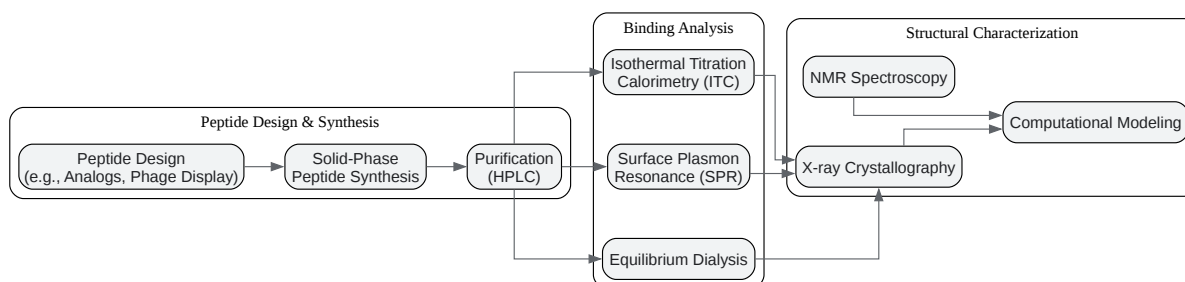 Peptide Design & Synthesis
Peptide Design
(e.g., Analogs, Phage Display)
Solid-Phase
Peptide Synthesis
Purification
(HPLC)
Binding Analysis
Isothermal Titration
Calorimetry (ITC)
Surface Plasmon
Resonance (SPR)
Equilibrium Dialysis
Structural Characterization
NMR Spectroscopy
X-ray Crystallography
Computational Modeling